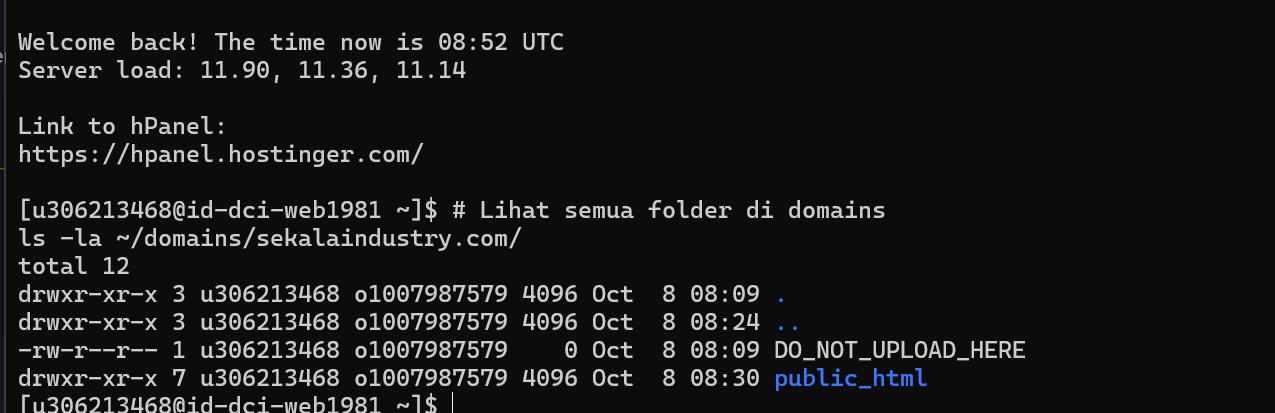 Welcome back! The time now is 08:52 UTC
Server load: 11.90, 11.36, 11.14
Link to hPanel:
https://hpanel.hostinger.com/
[u306213468@id-dci-web1981 ~]$ # Lihat semua folder di domains
ls -la ~/domains/sekalaindustry.com/
total 12
drwxr-xr-x 3 u306213468 o1007987579 4096 Oct  8 08:09 .
drwxr-xr-x 3 u306213468 o1007987579 4096 Oct  8 08:24 ..
-rw-r--r-- 1 u306213468 o1007987579    0 Oct  8 08:09 DO_NOT_UPLOAD_HERE
drwxr-xr-x 7 u306213468 o1007987579 4096 Oct  8 08:30 public_html
[u306213468@id-dci-web1981 ~]$